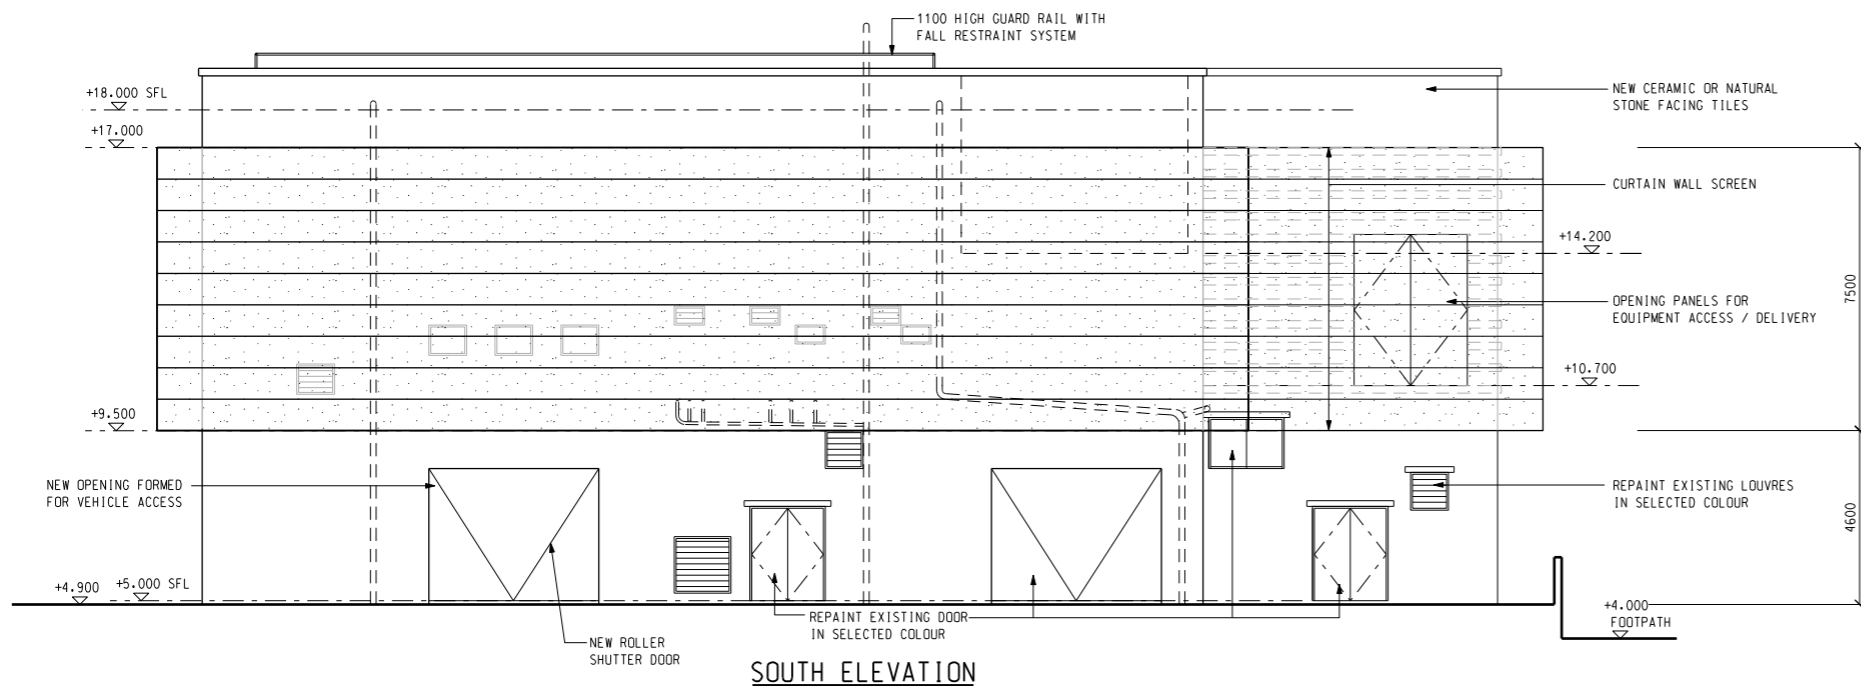 1100 HIGH GUARD RAIL WITH
FALL RESTRAINT SYSTEM
+18.000 SFL
NEW CERAMIC OR NATURAL
STONE FACING TILES
+17.000
CURTAIN WALL SCREEN
+14.200
7500
OPENING PANELS FOR
EQUIPMENT ACCESS / DELIVERY
+10.700
+9.500
NEW OPENING FORMED
FOR VEHICLE ACCESS
REPAINT EXISTING LOUVRES
IN SELECTED COLOUR
4600
+4.900
+5.000 SFL
REPAINT EXISTING DOOR
IN SELECTED COLOUR
+4.000
FOOTPATH
NEW ROLLER
SHUTTER DOOR
SOUTH ELEVATION